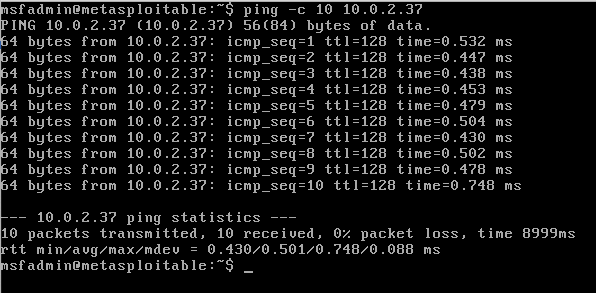 msfadmin@metasploitable:~$ ping -c 10 10.0.2.37
PING 10.0.2.37 (10.0.2.37) 56(84) bytes of data.
64 bytes from 10.0.2.37: icmp_seq=1 ttl=128 time=0.532 ms
64 bytes from 10.0.2.37: icmp_seq=2 ttl=128 time=0.447 ms
64 bytes from 10.0.2.37: icmp_seq=3 ttl=128 time=0.438 ms
64 bytes from 10.0.2.37: icmp_seq=4 ttl=128 time=0.453 ms
64 bytes from 10.0.2.37: icmp_seq=5 ttl=128 time=0.479 ms
64 bytes from 10.0.2.37: icmp_seq=6 ttl=128 time=0.504 ms
64 bytes from 10.0.2.37: icmp_seq=7 ttl=128 time=0.430 ms
64 bytes from 10.0.2.37: icmp_seq=8 ttl=128 time=0.502 ms
64 bytes from 10.0.2.37: icmp_seq=9 ttl=128 time=0.478 ms
64 bytes from 10.0.2.37: icmp_seq=10 ttl=128 time=0.748 ms
--- 10.0.2.37 ping statistics ---
10 packets transmitted, 10 received, 0% packet loss, time 8999ms
rtt min/avg/max/mdev = 0.430/0.501/0.748/0.088 ms
msfadmin@metasploitable:~$ _